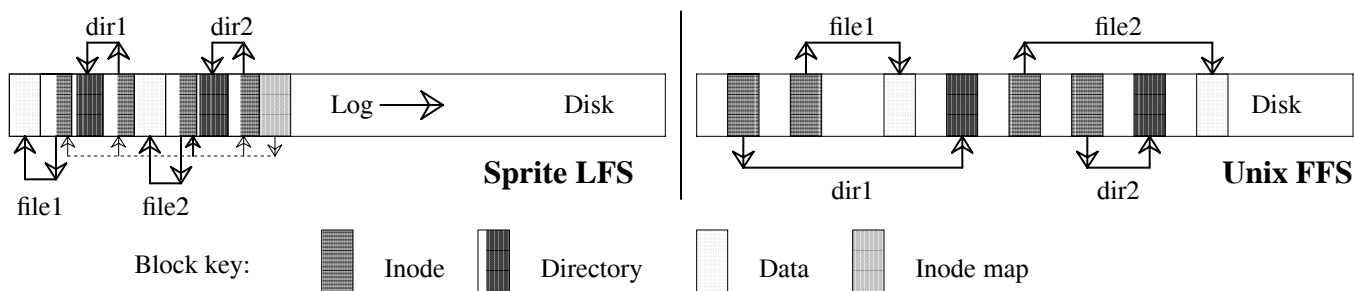 dir1 dir2 file1 file2
Log Disk Disk
file1 file2 Sprite LFS dir1 dir2 Unix FFS
Block key: Inode Directory Data Inode map